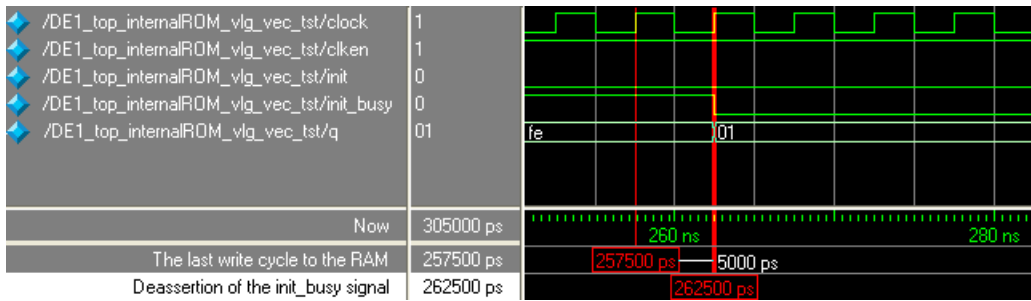 /DE1_top_internalROM_vlg_vec_tst/clock 1
/DE1_top_internalROM_vlg_vec_tst/clken 1
/DE1_top_internalROM_vlg_vec_tst/init 0
/DE1_top_internalROM_vlg_vec_tst/init_busy 0
/DE1_top_internalROM_vlg_vec_tst/q 01 fe 01
Now 305000 ps 260 ns 280 ns
The last write cycle to the RAM 257500 ps 257500 ps 5000 ps
Deassertion of the init_busy signal 262500 ps 262500 ps